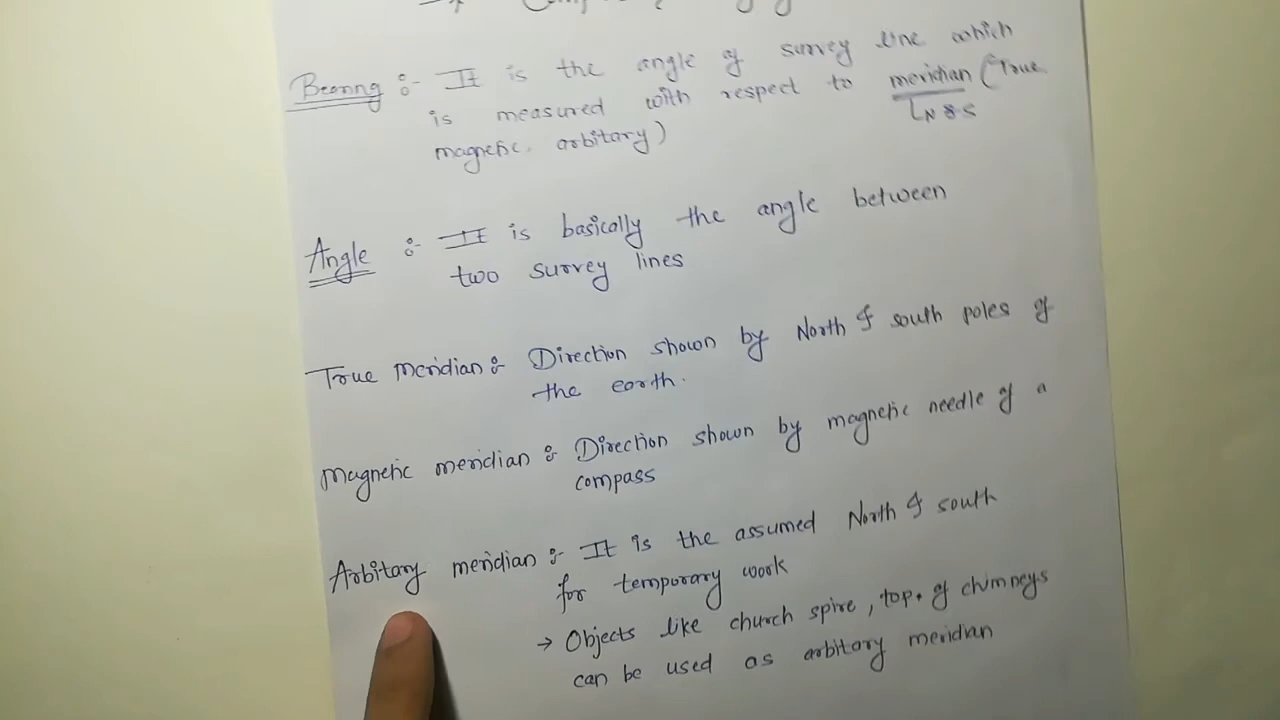 Bearing :- It is the angle of survey line which
is measured with respect to meridian (True
N & S
magnetic. arbitary)
Angle :- It is basically the angle between
two survey lines
True meridian :- Direction shown by North & south poles of
the earth.
Magnetic meridian :- Direction shown by magnetic needle of a
compass
Arbitary meridian :- It is the assumed North & south
for temporary work
→ Objects like church spire, top. of chimneys
can be used as arbitary meridian